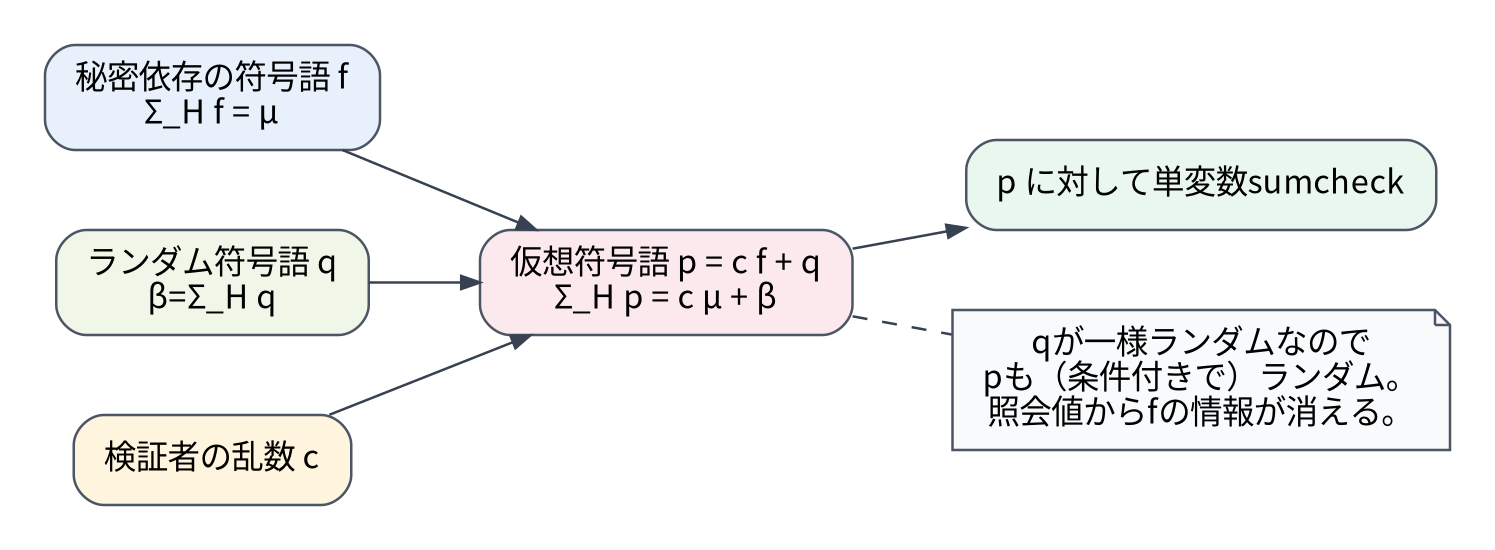 秘密依存の符号語 f
Σ_H f = μ
ランダム符号語 q
β=Σ_H q
検証者の乱数 c
仮想符号語 p = c f + q
Σ_H p = c μ + β
p に対して単変数sumcheck
qが一様ランダムなので
pも（条件付きで）ランダム。
照会値からfの情報が消える。